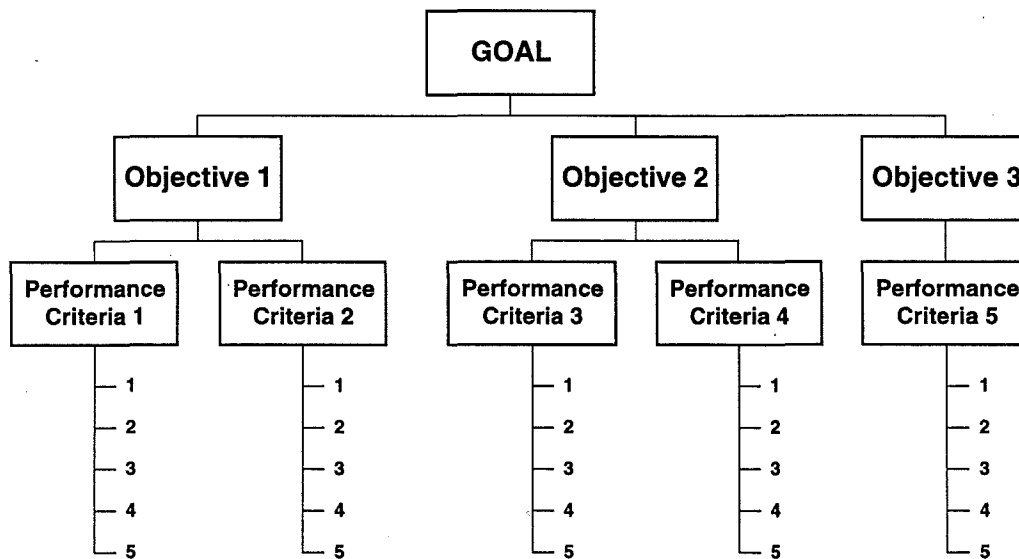 GOAL
Objective 1
Objective 2
Objective 3
Performance
Criteria 1
Performance
Criteria 2
Performance
Criteria 3
Performance
Criteria 4
Performance
Criteria 5
1
2
3
4
5
1
2
3
4
5
1
2
3
4
5
1
2
3
4
5
1
2
3
4
5